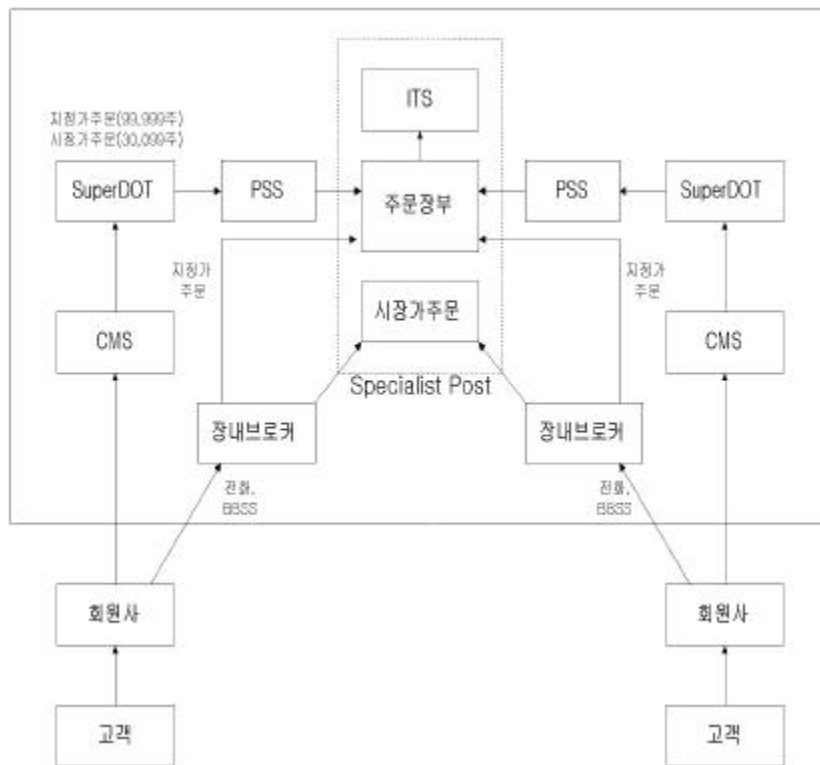 ITS
지정가주문(99,999주)
시장가주문(30,099주)
SuperDOT
PSS
주문장부
PSS
SuperDOT
지정가
주문
지정가
주문
시장가주문
CMS
CMS
Specialist Post
장내브로커
장내브로커
전화,
BBSS
전화,
BBSS
회원사
회원사
고객
고객